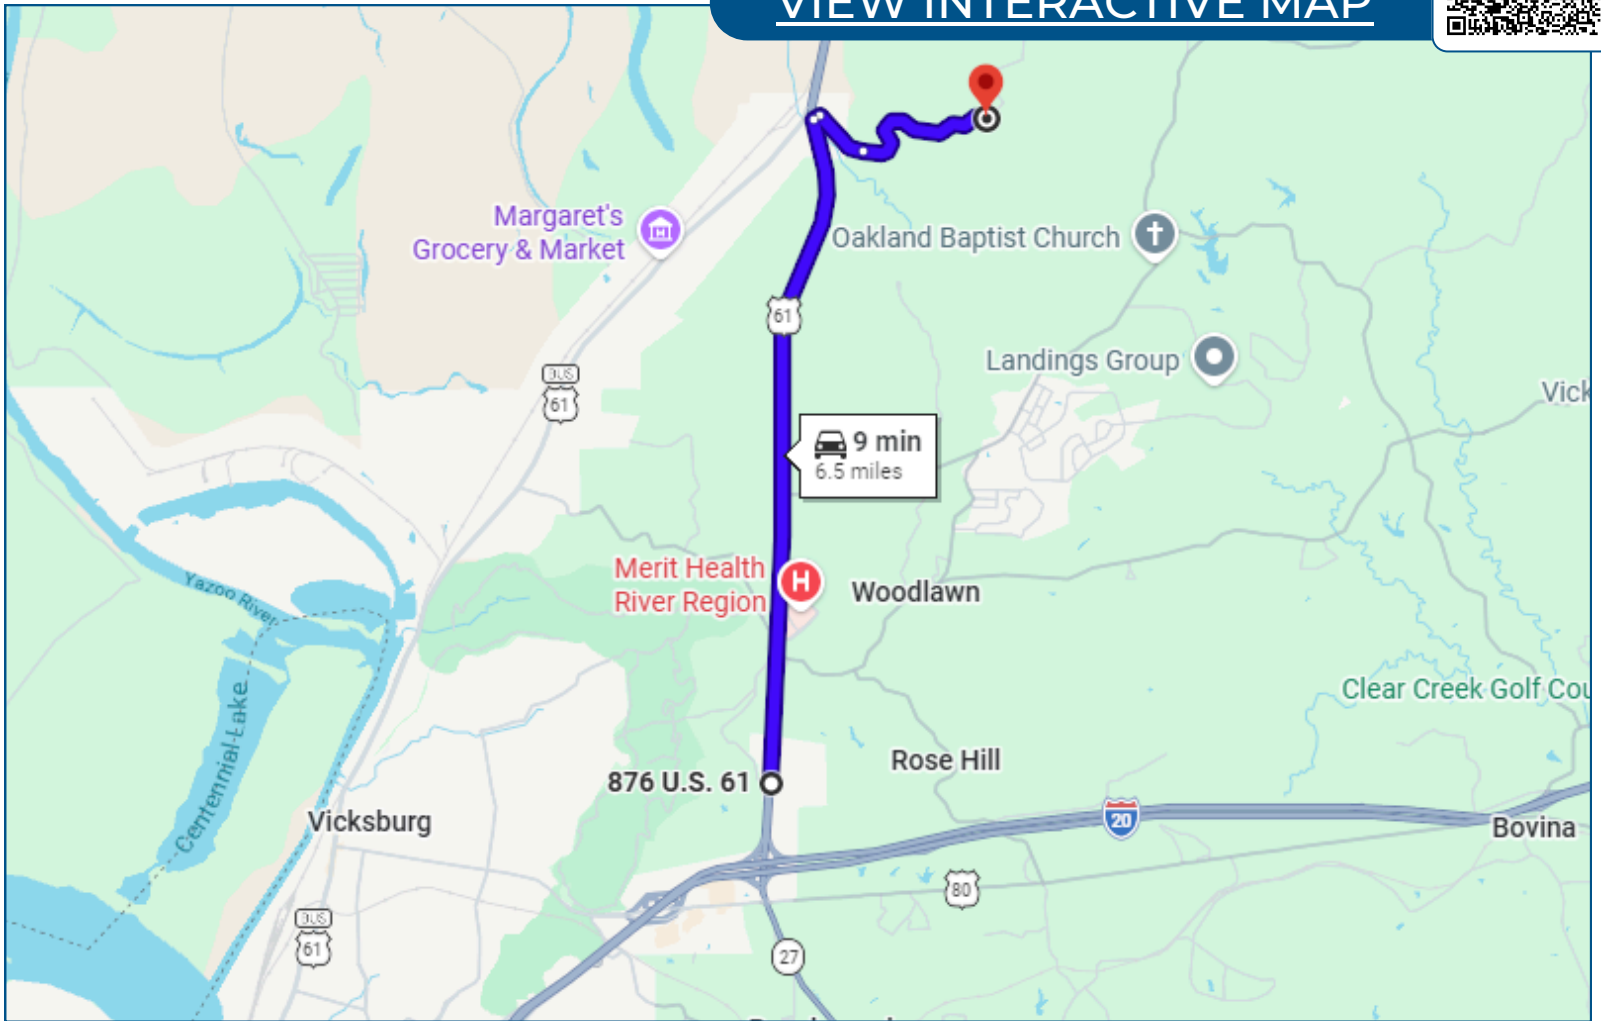 VIEW INTERACTIVE MAP
Margaret's
Grocery & Market
Oakland Baptist Church
61
Landings Group
BUS
61
Vick
9 min
6.5 miles
Merit Health
River Region
H
Woodlawn
Yazoo River
Centennial Lake
Clear Creek Golf Cou
Rose Hill
876 U.S. 61
Vicksburg
20
Bovina
80
BUS
61
27